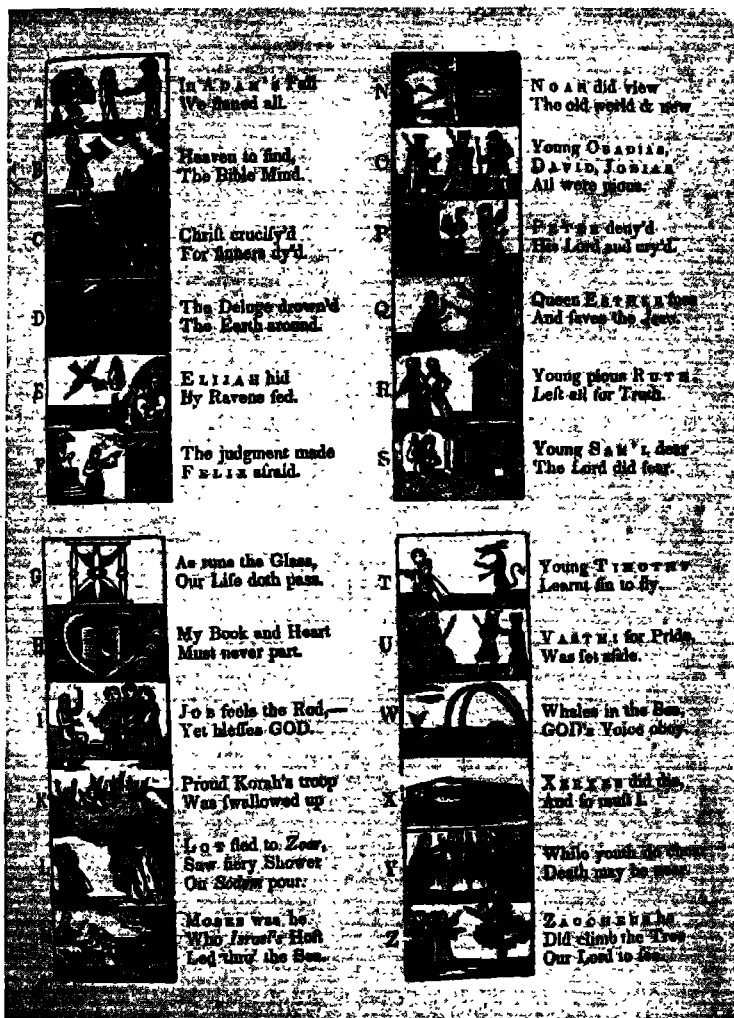 A
In ADAM's Fall
We sinned all.
B
Heaven to find,
The Bible Mind.
C
Chriſt crucify'd
For ſinners dy'd.
D
The Deluge drown'd
The Earth around.
E
ELIJAH hid
By Ravens fed.
F
The judgment made
FELIX afraid.
G
As runs the Glaſs,
Our Life doth paſs.
H
My Book and Heart
Muſt never part.
I
JOB feels the Rod,—
Yet bleſſes GOD.
K
Proud Korah's troop
Was ſwallowed up
L
LOT fled to Zoar,
Saw fiery Shower
On Sodom pour.
MOSES was he
Who Israel's Hoſt
Led thro' the Sea.
N
NOAH did view
The old world & new
O
Young OBADIAS,
DAVID, JOSIAS
All were pious.
P
PETER deny'd
His Lord and cry'd.
Q
Queen ESTHER ſues
And ſaves the Jews.
R
Young pious RUTH,
Left all for Truth.
S
Young SAM'L dear
The Lord did fear.
T
Young TIMOTHY
Learnt ſin to fly.
U
VASTHI for Pride,
Was ſet aſide.
W
Whales in the Sea,
GOD's Voice obey.
X
XERXES did die,
And ſo muſt I.
Y
While youth do cheer
Death may be near.
Z
ZACCHEUS he
Did climb the Tree
Our Lord to ſee.